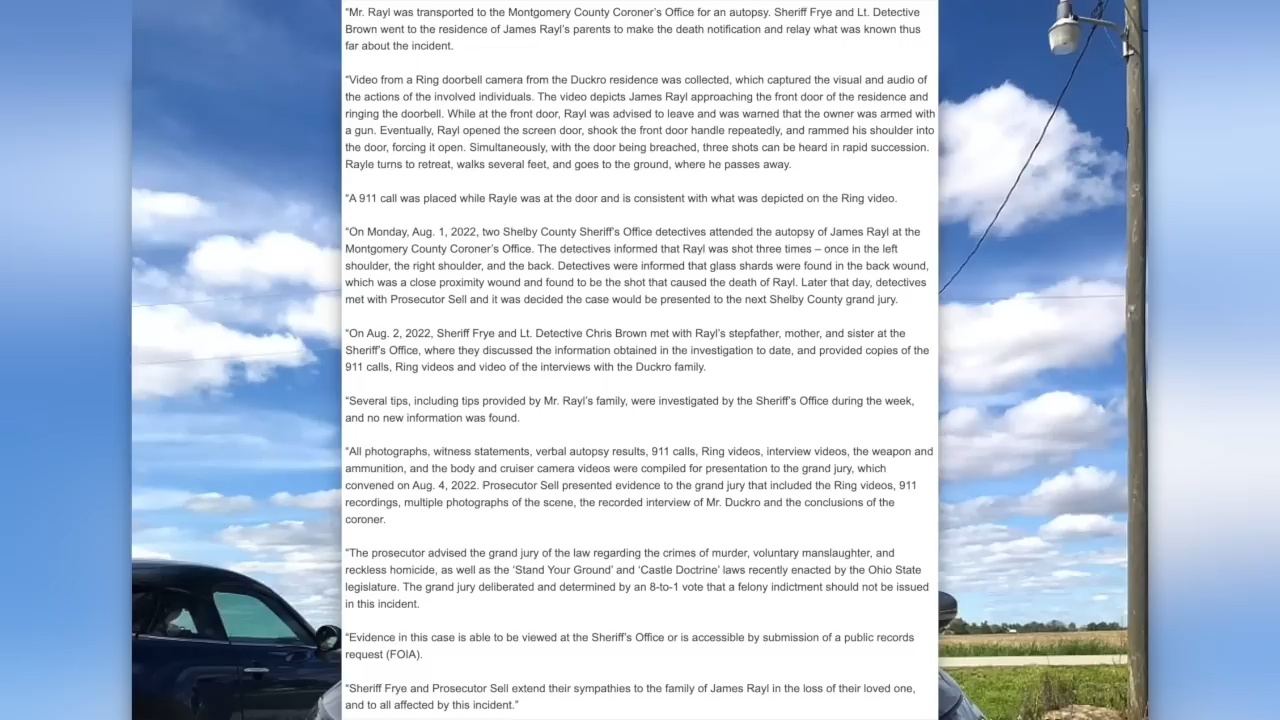 “Mr. Rayl was transported to the Montgomery County Coroner’s Office for an autopsy. Sheriff Frye and Lt. Detective
Brown went to the residence of James Rayl’s parents to make the death notification and relay what was known thus
far about the incident.
“Video from a Ring doorbell camera from the Duckro residence was collected, which captured the visual and audio of
the actions of the involved individuals. The video depicts James Rayl approaching the front door of the residence and
ringing the doorbell. While at the front door, Rayl was advised to leave and was warned that the owner was armed with
a gun. Eventually, Rayl opened the screen door, shook the front door handle repeatedly, and rammed his shoulder into
the door, forcing it open. Simultaneously, with the door being breached, three shots can be heard in rapid succession.
Rayle turns to retreat, walks several feet, and goes to the ground, where he passes away.
“A 911 call was placed while Rayle was at the door and is consistent with what was depicted on the Ring video.
“On Monday, Aug. 1, 2022, two Shelby County Sheriff’s Office detectives attended the autopsy of James Rayl at the
Montgomery County Coroner’s Office. The detectives informed that Rayl was shot three times – once in the left
shoulder, the right shoulder, and the back. Detectives were informed that glass shards were found in the back wound,
which was a close proximity wound and found to be the shot that caused the death of Rayl. Later that day, detectives
met with Prosecutor Sell and it was decided the case would be presented to the next Shelby County grand jury.
“On Aug. 2, 2022, Sheriff Frye and Lt. Detective Chris Brown met with Rayl’s stepfather, mother, and sister at the
Sheriff’s Office, where they discussed the information obtained in the investigation to date, and provided copies of the
911 calls, Ring videos and video of the interviews with the Duckro family.
“Several tips, including tips provided by Mr. Rayl’s family, were investigated by the Sheriff’s Office during the week,
and no new information was found.
“All photographs, witness statements, verbal autopsy results, 911 calls, Ring videos, interview videos, the weapon and
ammunition, and the body and cruiser camera videos were compiled for presentation to the grand jury, which
convened on Aug. 4, 2022. Prosecutor Sell presented evidence to the grand jury that included the Ring videos, 911
recordings, multiple photographs of the scene, the recorded interview of Mr. Duckro and the conclusions of the
coroner.
“The prosecutor advised the grand jury of the law regarding the crimes of murder, voluntary manslaughter, and
reckless homicide, as well as the ‘Stand Your Ground’ and ‘Castle Doctrine’ laws recently enacted by the Ohio State
legislature. The grand jury deliberated and determined by an 8-to-1 vote that a felony indictment should not be issued
in this incident.
“Evidence in this case is able to be viewed at the Sheriff’s Office or is accessible by submission of a public records
request (FOIA).
“Sheriff Frye and Prosecutor Sell extend their sympathies to the family of James Rayl in the loss of their loved one,
and to all affected by this incident.”